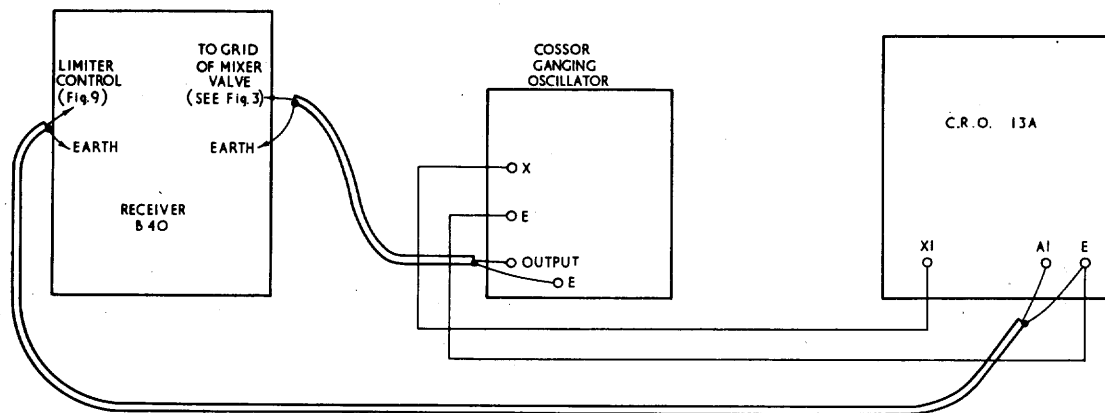 LIMITER
CONTROL
(Fig.9)
EARTH
TO GRID
OF MIXER
VALVE
(SEE Fig.3)
EARTH
RECEIVER
B 40
COSSOR
GANGING
OSCILLATOR
X
E
OUTPUT
E
C.R.O. 13A
X1
A1
E